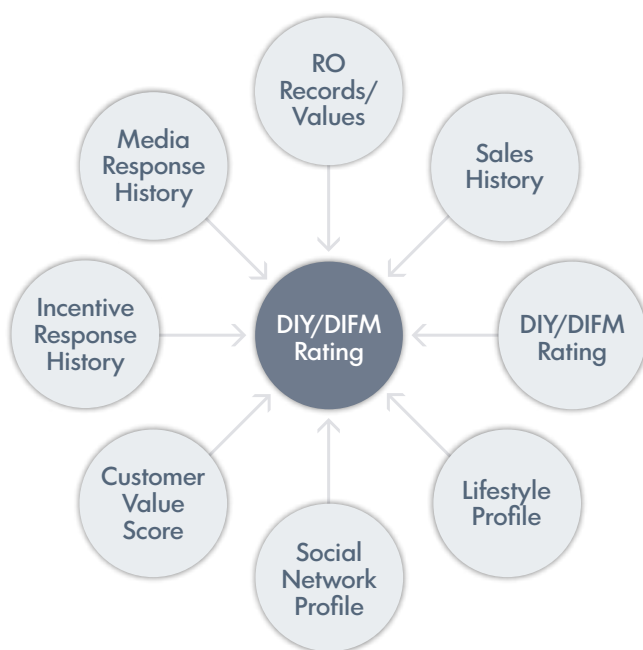 RO
Records/
Values
Media
Response
History
Sales
History
Incentive
Response
History
DIY/DIFM
Rating
DIY/DIFM
Rating
Customer
Value
Score
Lifestyle
Profile
Social
Network
Profile